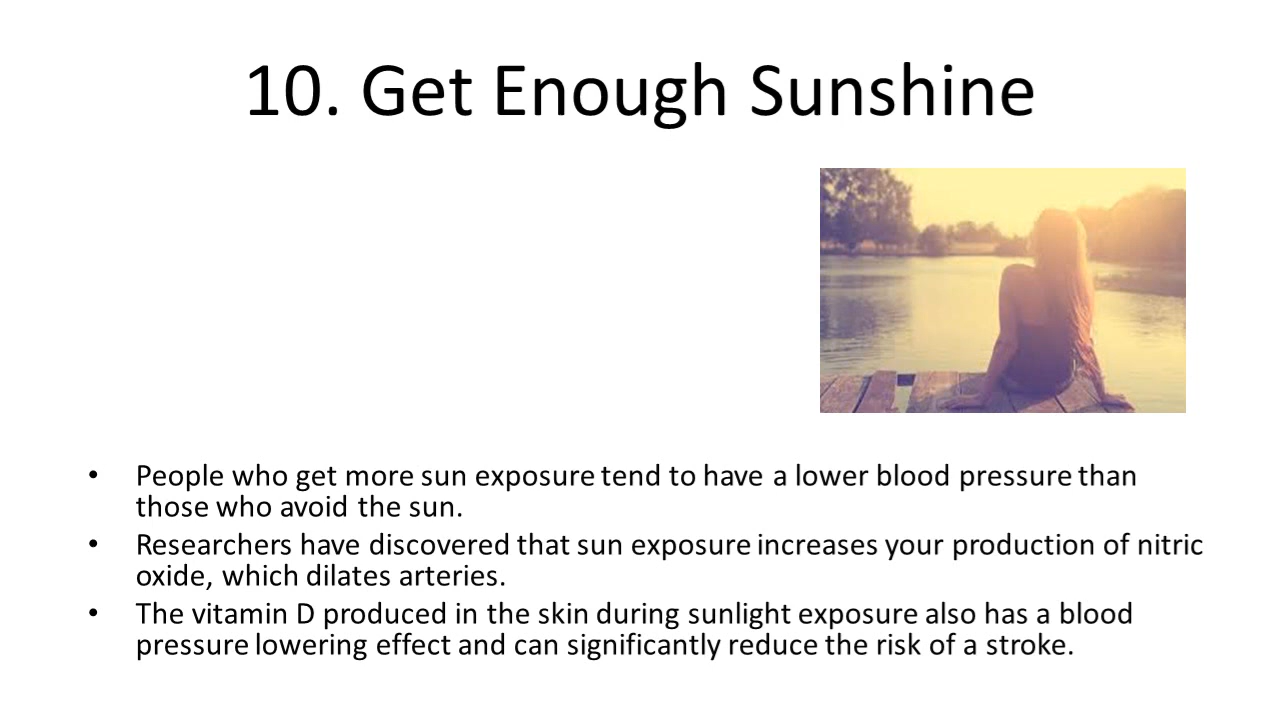 10. Get Enough Sunshine
• People who get more sun exposure tend to have a lower blood pressure than
those who avoid the sun.
• Researchers have discovered that sun exposure increases your production of nitric
oxide, which dilates arteries.
• The vitamin D produced in the skin during sunlight exposure also has a blood
pressure lowering effect and can significantly reduce the risk of a stroke.